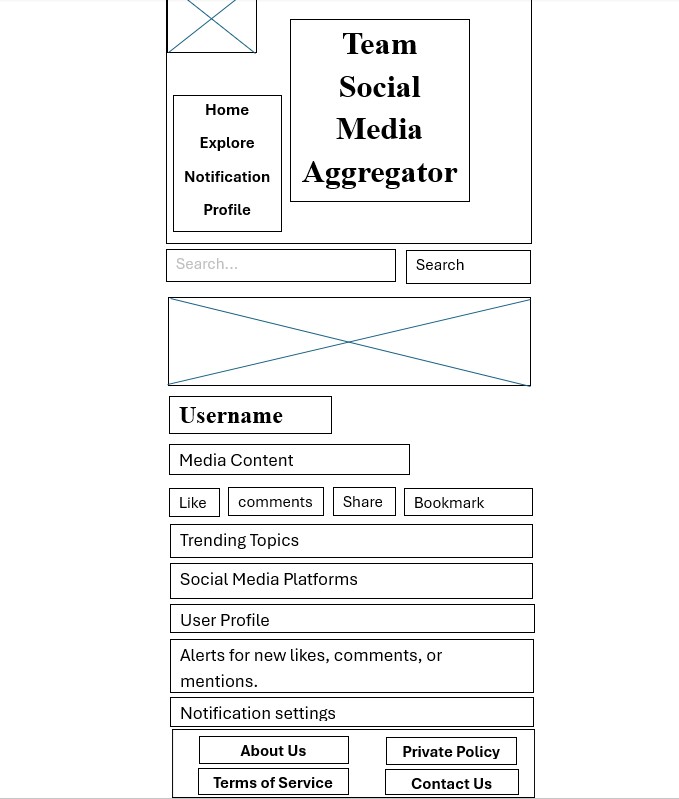 Team
Social
Media
Aggregator
Home
Explore
Notification
Profile
Search...
Search
Username
Media Content
Like
comments
Share
Bookmark
Trending Topics
Social Media Platforms
User Profile
Alerts for new likes, comments, or
mentions.
Notification settings
About Us
Private Policy
Terms of Service
Contact Us